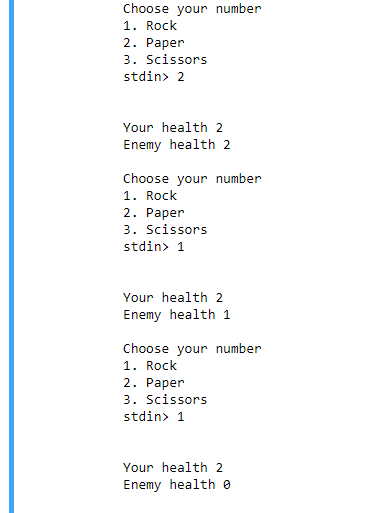 Choose your number
1. Rock
2. Paper
3. Scissors
stdin> 2
Your health 2
Enemy health 2
Choose your number
1. Rock
2. Paper
3. Scissors
stdin> 1
Your health 2
Enemy health 1
Choose your number
1. Rock
2. Paper
3. Scissors
stdin> 1
Your health 2
Enemy health 0